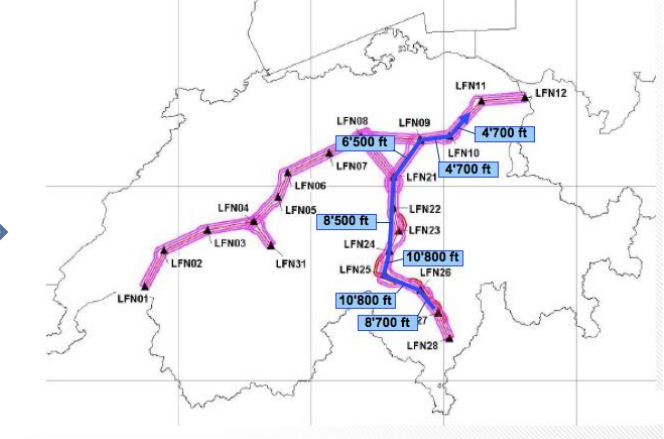 LFN11
LFN12
LFN08
LFN09
4'700 ft
6'500 ft
LFN10
LFN07
4'700 ft
LFN21
LFN06
LFN04
LFN05
LFN22
8'500 ft
LFN23
LFN03
LFN24
LFN31
10'800 ft
LFN02
LFN25
LFN26
LFN01
10'800 ft
8'700 ft
27
LFN28